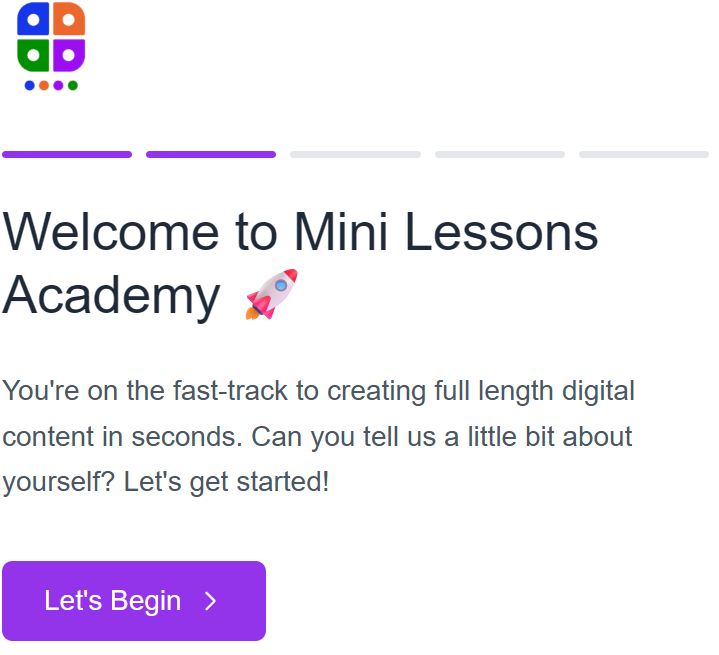 Welcome to Mini Lessons
Academy 🚀
You're on the fast-track to creating full length digital
content in seconds. Can you tell us a little bit about
yourself? Let's get started!
Let's Begin